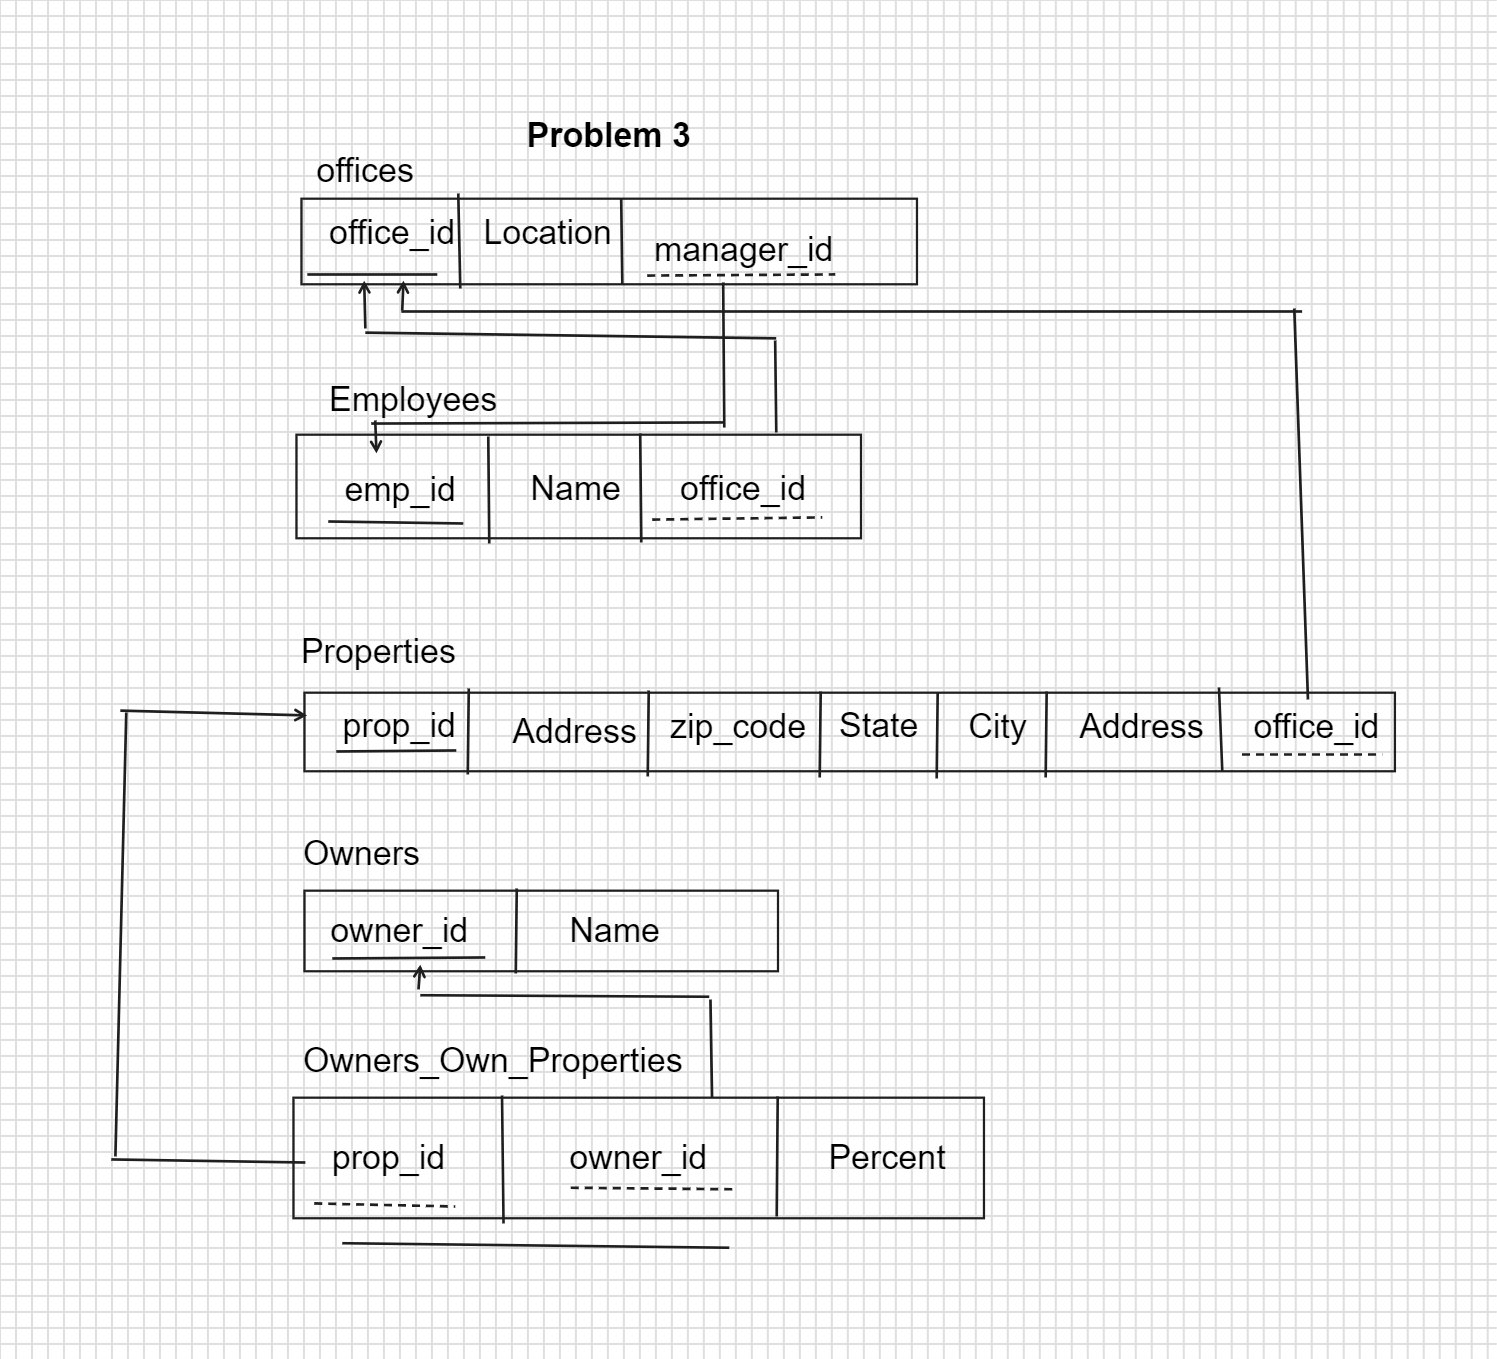 Problem 3
offices
office_id Location manager_id
Employees
emp_id Name office_id
Properties
prop_id Address zip_code State City Address office_id
Owners
owner_id Name
Owners_Own_Properties
prop_id owner_id Percent